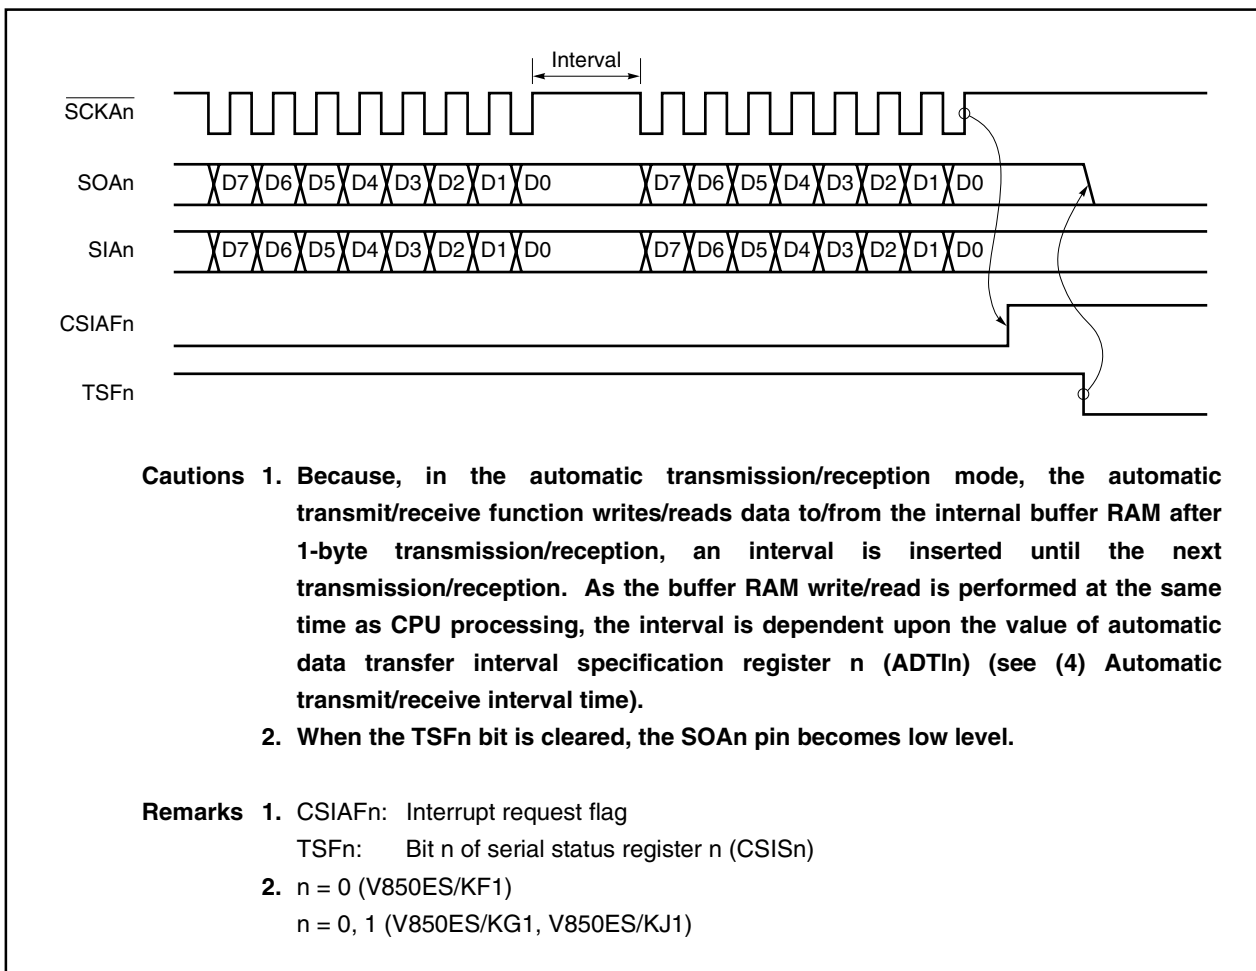 Interval
SCKAn
SOAn D7 D6 D5 D4 D3 D2 D1 D0 D7 D6 D5 D4 D3 D2 D1 D0
SIAn D7 D6 D5 D4 D3 D2 D1 D0 D7 D6 D5 D4 D3 D2 D1 D0
CSIAFn
TSFn
Cautions 1. Because, in the automatic transmission/reception mode, the automatic
transmit/receive function writes/reads data to/from the internal buffer RAM after
1-byte transmission/reception, an interval is inserted until the next
transmission/reception. As the buffer RAM write/read is performed at the same
time as CPU processing, the interval is dependent upon the value of automatic
data transfer interval specification register n (ADTIn) (see (4) Automatic
transmit/receive interval time).
2. When the TSFn bit is cleared, the SOAn pin becomes low level.
Remarks 1. CSIAFn: Interrupt request flag
TSFn: Bit n of serial status register n (CSISn)
2. n = 0 (V850ES/KF1)
n = 0, 1 (V850ES/KG1, V850ES/KJ1)